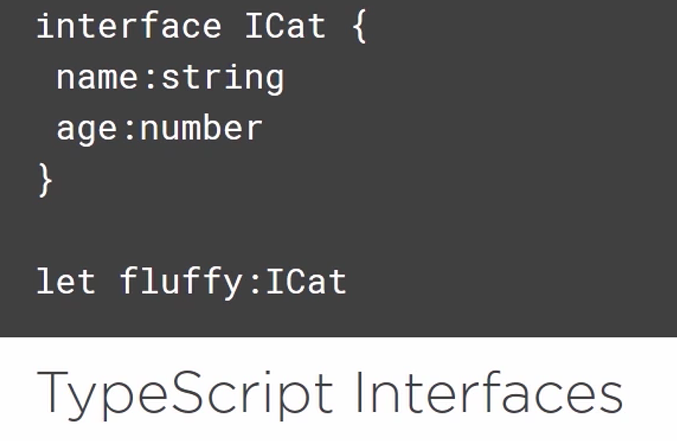 interface ICat {
name:string
age:number
}
let fluffy:ICat
TypeScript Interfaces